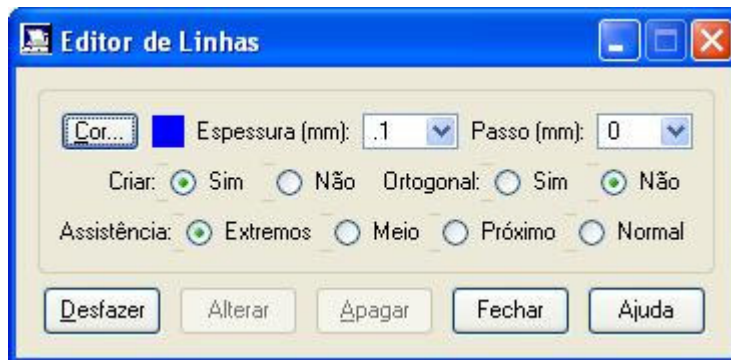 Editor de Linhas
Cor... Espessura (mm): .1 Passo (mm): 0
Criar: Sim Não Ortogonal: Sim Não
Assistência: Extremos Meio Próximo Normal
Desfazer Alterar Apagar Fechar Ajuda